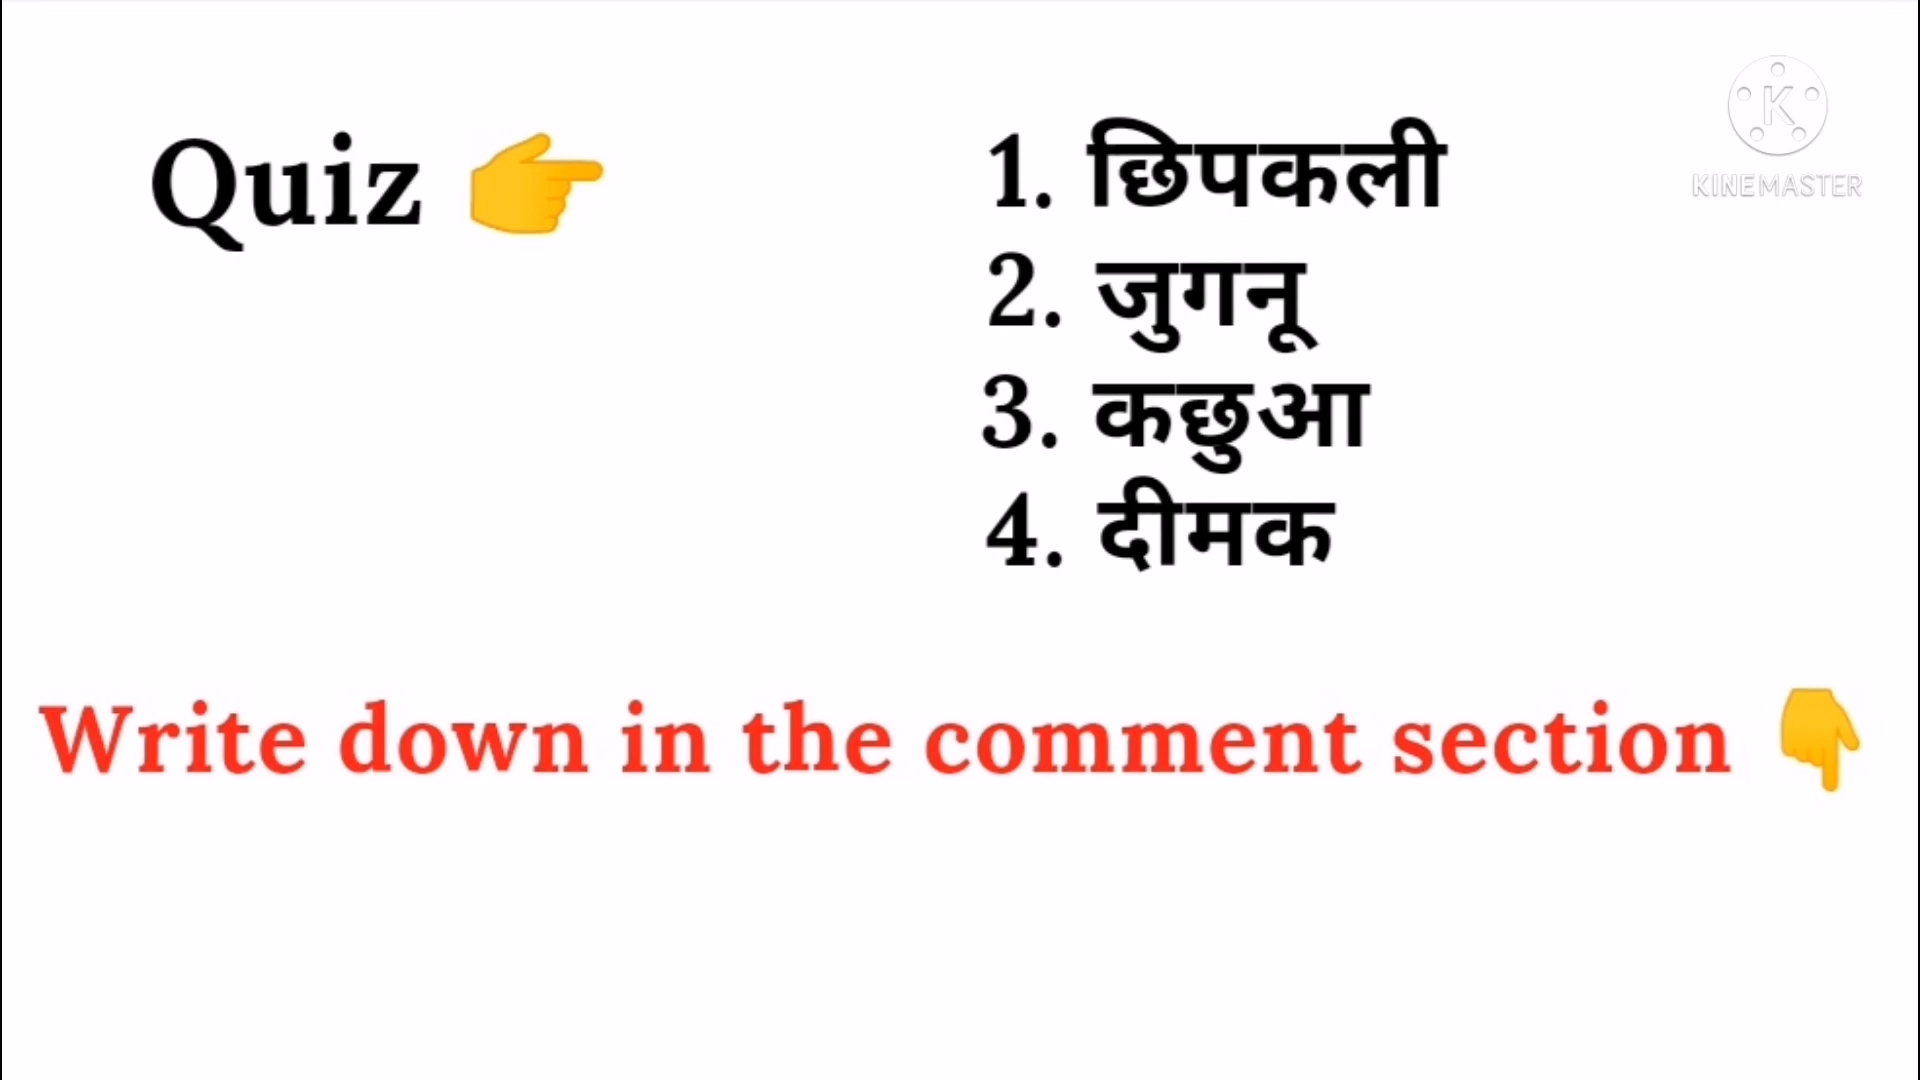 Quiz 👉
1. छिपकली
2. जुगनू
3. कछुआ
4. दीमक
K
KINEMASTER
Write down in the comment section 👇